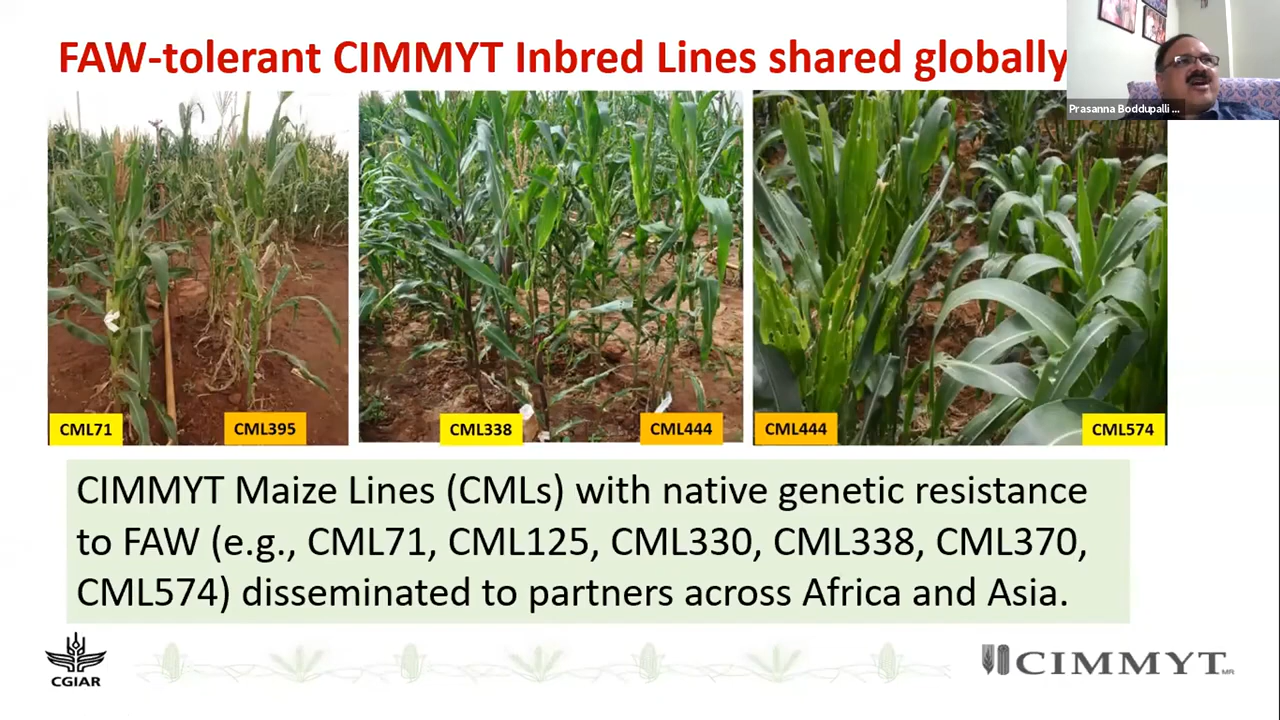 FAW-tolerant CIMMYT Inbred Lines shared globally
Prasanna Boddupalli ...
CML71
CML395
CML338
CML444
CML444
CML574
CIMMYT Maize Lines (CMLs) with native genetic resistance
to FAW (e.g., CML71, CML125, CML330, CML338, CML370,
CML574) disseminated to partners across Africa and Asia.
CGIAR
CIMMYT